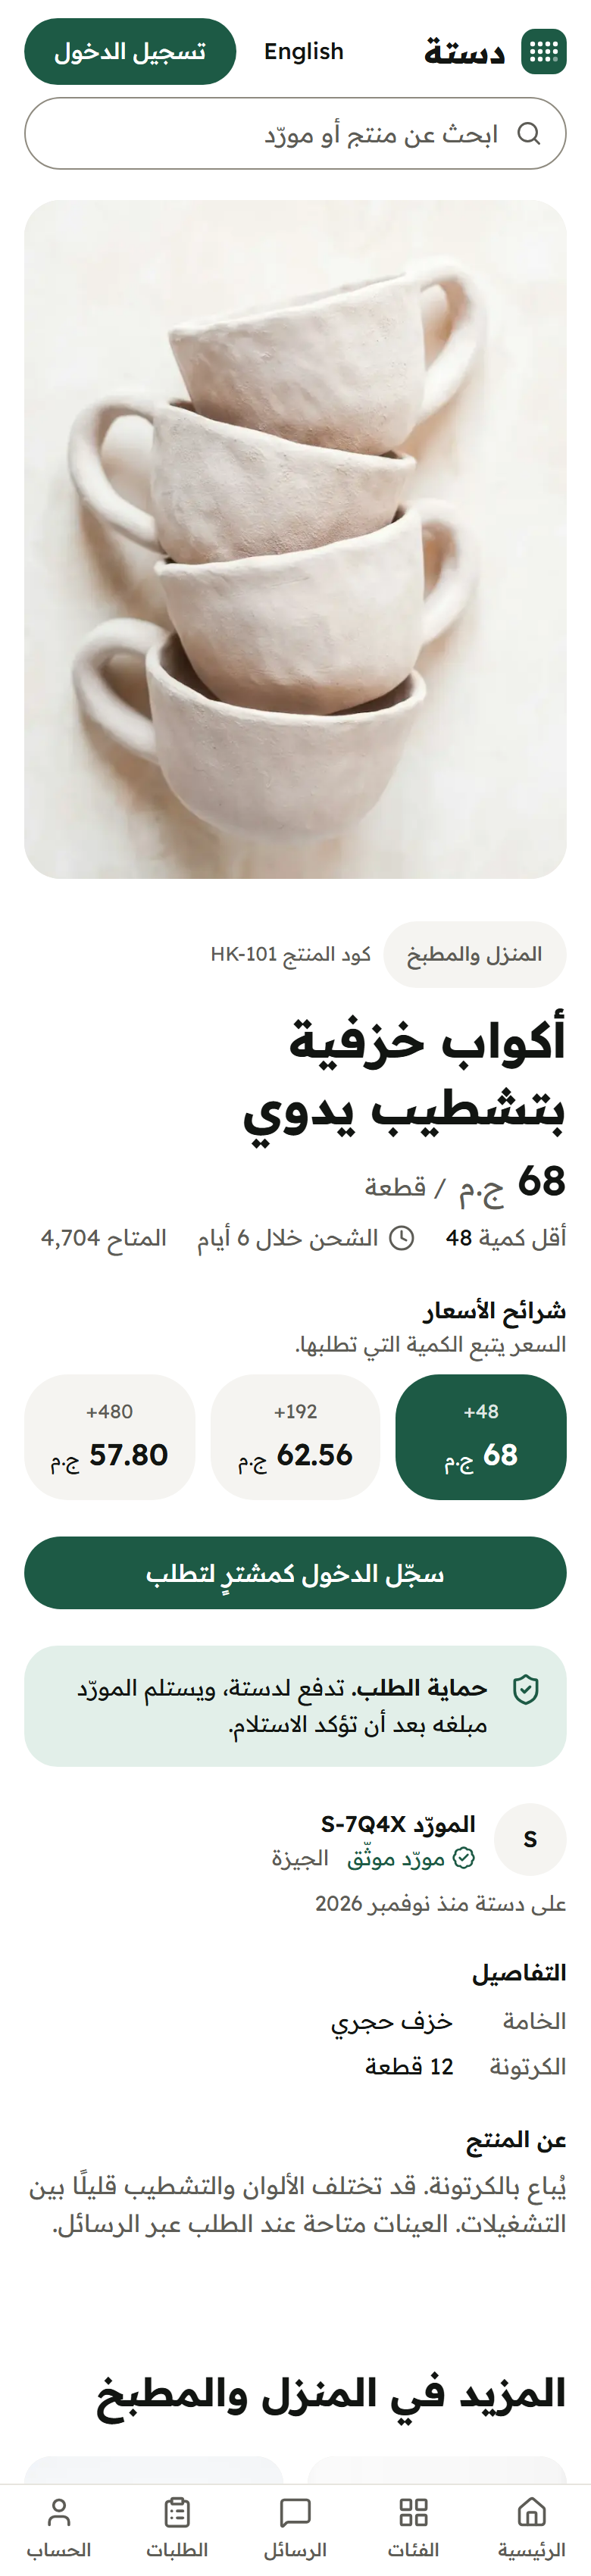 دستة
English
تسجيل الدخول
ابحث عن منتج أو مورّد
المنزل والمطبخ
كود المنتج HK-101
أكواب خزفية
بتشطيب يدوي
68 ج.م / قطعة
أقل كمية 48
الشحن خلال 6 أيام
المتاح 4,704
شرائح الأسعار
السعر يتبع الكمية التي تطلبها.
48+
68 ج.م
192+
62.56 ج.م
480+
57.80 ج.م
سجّل الدخول كمشترٍ لتطلب
حماية الطلب. تدفع لدستة، ويستلم المورّد
مبلغه بعد أن تؤكد الاستلام.
S
المورّد S-7Q4X
مورّد موثّق
الجيزة
على دستة منذ نوفمبر 2026
التفاصيل
الخامة خزف حجري
الكرتونة 12 قطعة
عن المنتج
يُباع بالكرتونة. قد تختلف الألوان والتشطيب قليلًا بين
التشغيلات. العينات متاحة عند الطلب عبر الرسائل.
المزيد في المنزل والمطبخ
الرئيسية
الفئات
الرسائل
الطلبات
الحساب